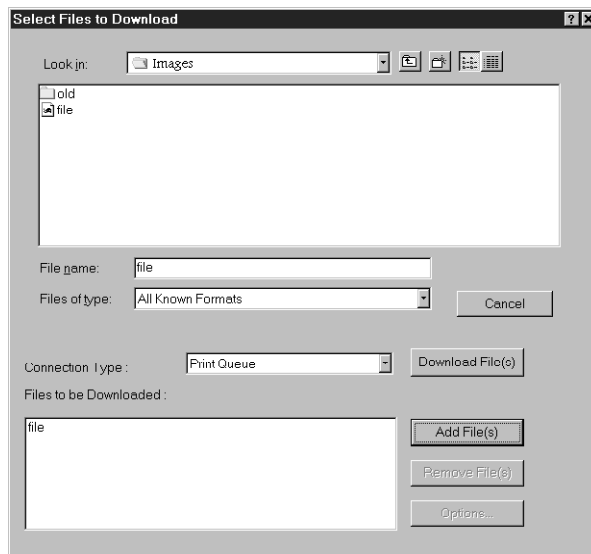 Select Files to Download
Look in: Images
old
file
File name: file
Files of type: All Known Formats
Cancel
Connection Type : Print Queue
Download File(s)
Files to be Downloaded :
file
Add File(s)
Remove File(s)
Options...